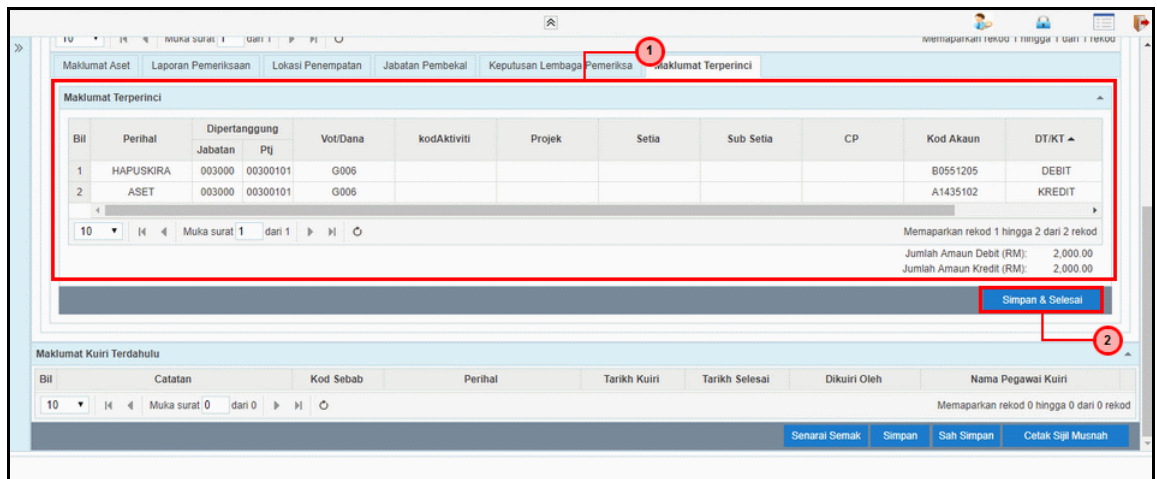 10 Muka surat 1 dari 1 Memaparkan rekod 1 hingga 1 dari 1 rekod
1
Maklumat Aset Laporan Pemeriksaan Lokasi Penempatan Jabatan Pembekal Keputusan Lembaga Pemeriksa Maklumat Terperinci
Maklumat Terperinci
Bil Perihal Dipertanggung Vot/Dana kodAktiviti Projek Setia Sub Setia CP Kod Akaun DT/KT
Jabatan Ptj
1 HAPUSKIRA 003000 00300101 G006 B0551205 DEBIT
2 ASET 003000 00300101 G006 A1435102 KREDIT
10 Muka surat 1 dari 1 Memaparkan rekod 1 hingga 2 dari 2 rekod
Jumlah Amaun Debit (RM): 2,000.00
Jumlah Amaun Kredit (RM): 2,000.00
Simpan & Selesai
2
Maklumat Kuiri Terdahulu
Bil Catatan Kod Sebab Perihal Tarikh Kuiri Tarikh Selesai Dikuiri Oleh Nama Pegawai Kuiri
10 Muka surat 0 dari 0 Memaparkan rekod 0 hingga 0 dari 0 rekod
Senarai Semak Simpan Sah Simpan Cetak Sijil Musnah